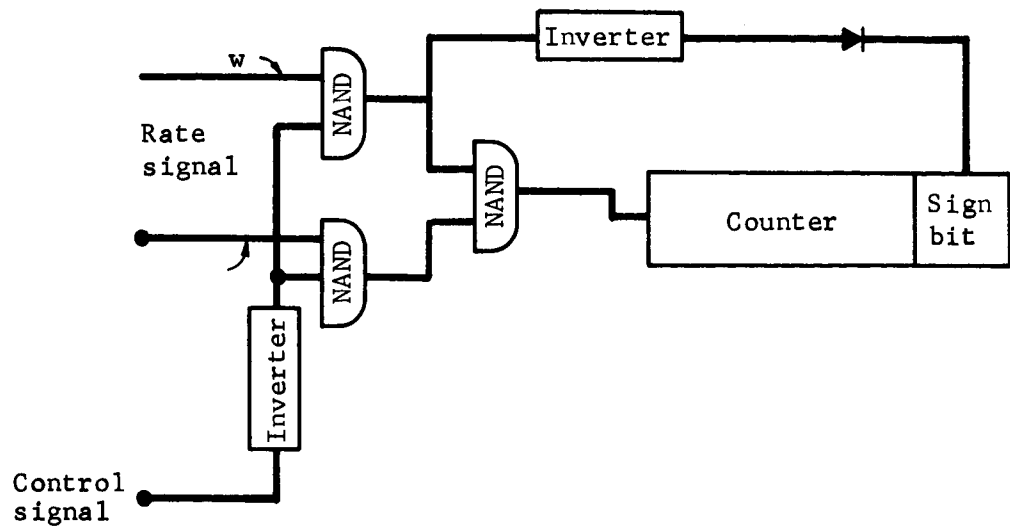 Inverter
w
NAND
Rate
signal
NAND
Counter
Sign
bit
NAND
Inverter
Control
signal